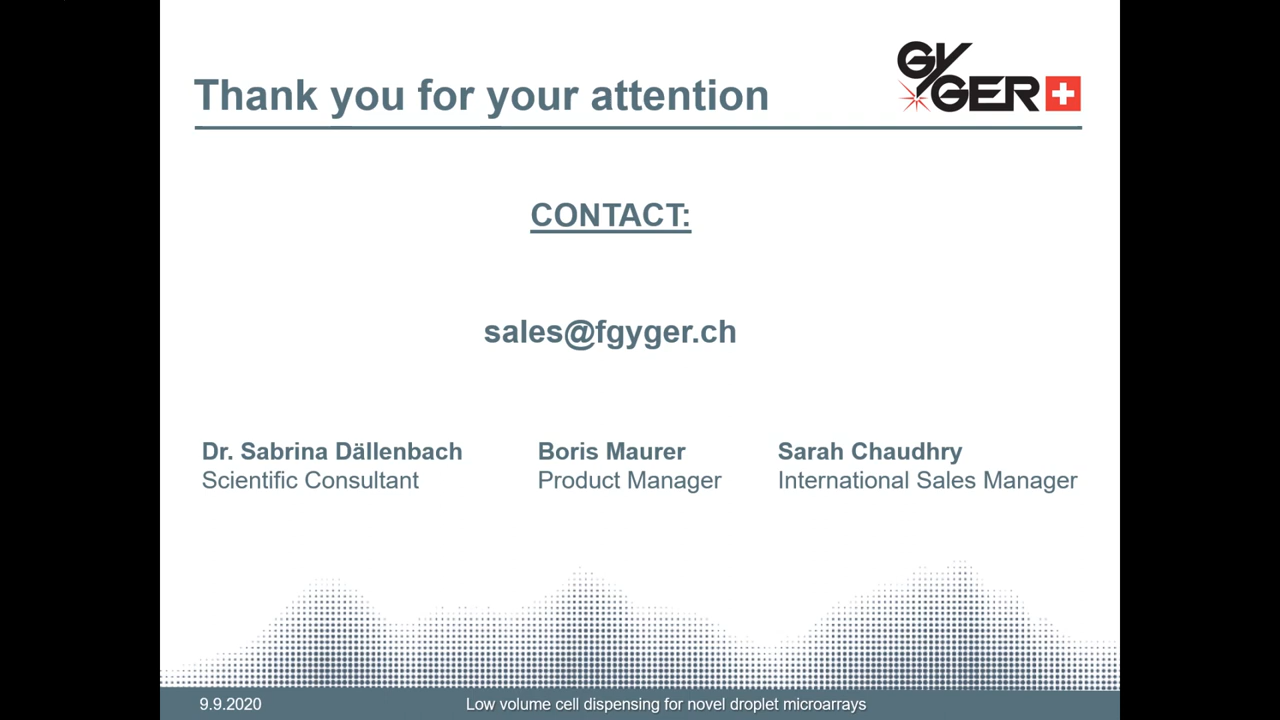 Thank you for your attention
GYGER
CONTACT:
sales@fgyger.ch
Dr. Sabrina Dällenbach
Scientific Consultant
Boris Maurer
Product Manager
Sarah Chaudhry
International Sales Manager
9.9.2020
Low volume cell dispensing for novel droplet microarrays